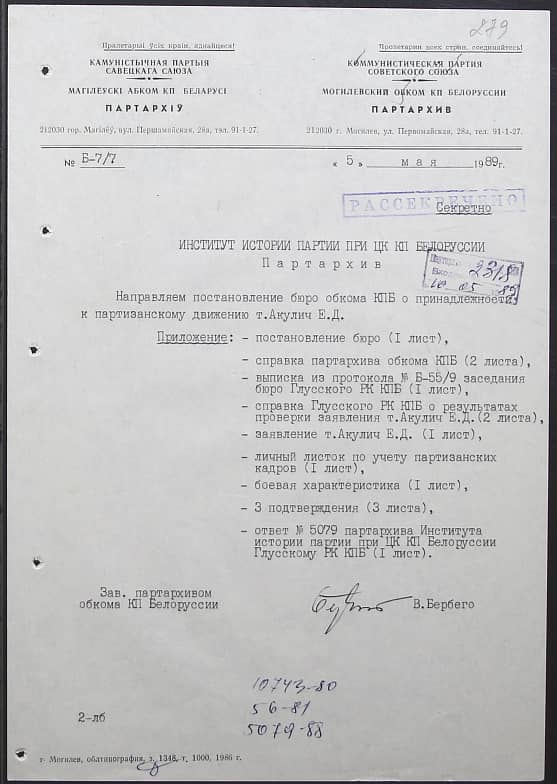 279
Пралетарыі ўсіх краін, яднайцеся!
КАМУНІСТЫЧНАЯ ПАРТЫЯ
САВЕЦКАГА САЮЗА
МАГІЛЁЎСКІ АБКОМ КП БЕЛАРУСІ
ПАРТАРХІЎ
212030 гор. Магілёў, вул. Першамайская, 28а, тэл. 91-1-27.
Пролетарии всех стран, соединяйтесь!
КОММУНИСТИЧЕСКАЯ ПАРТИЯ
СОВЕТСКОГО СОЮЗА
МОГИЛЕВСКИЙ ОБКОМ КП БЕЛОРУССИИ
ПАРТАРХИВ
212030 г. Могилев, ул. Первомайская, 28а, тел. 91-1-27.
№ Б-7/7
« 5 » мая 1989г.
РАССЕКРЕЧЕНО
Секретно
ИНСТИТУТ ИСТОРИИ ПАРТИИ ПРИ ЦК КП БЕЛОРУССИИ
Партархив
2318
10 05 89
Направляем постановление бюро обкома КПБ о принадлежности
к партизанскому движению т.Акулич Е.Д.
Приложение: - постановление бюро (I лист),
- справка партархива обкома КПБ (2 листа),
- выписка из протокола № Б-55/9 заседания
бюро Глусского РК КПБ (I лист),
- справка Глусского РК КПБ о результатах
проверки заявления т.Акулич Е.Д.(2 листа),
- заявление т.Акулич Е.Д. (I лист),
- личный листок по учету партизанских
кадров (I лист),
- боевая характеристика (I лист),
- 3 подтверждения (3 листа),
- ответ № 5079 партархива Института
истории партии при ЦК КП Белоруссии
Глусскому РК КПБ (I лист).
Зав. партархивом
обкома КП Белоруссии
В.Бербего
10743-80
56-81
5079-88
2-лб
г. Могилев, облтипография, з. 1348, т. 1000, 1986 г.